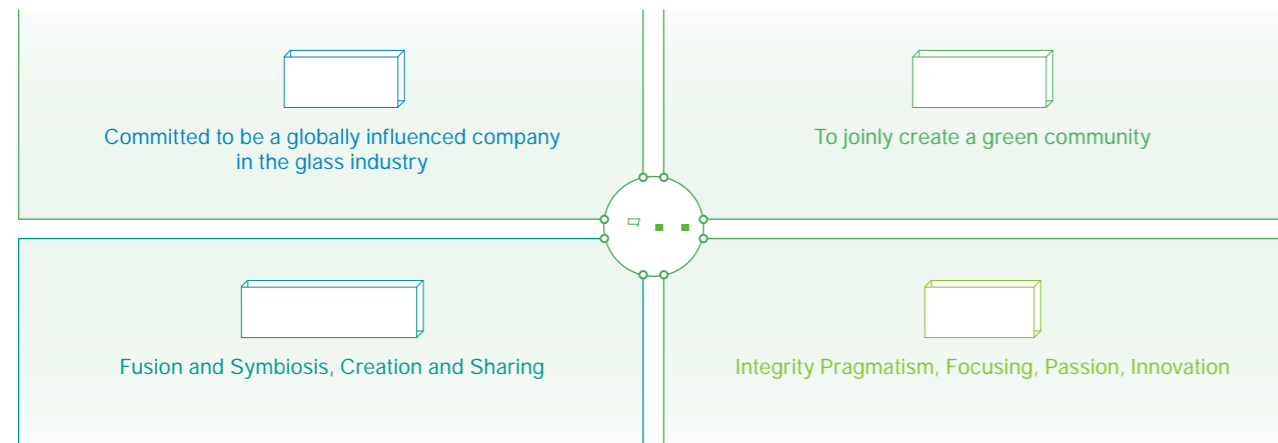 Committed to be a globally influenced company
in the glass industry
To joinly create a green community
Fusion and Symbiosis, Creation and Sharing
Integrity Pragmatism, Focusing, Passion, Innovation